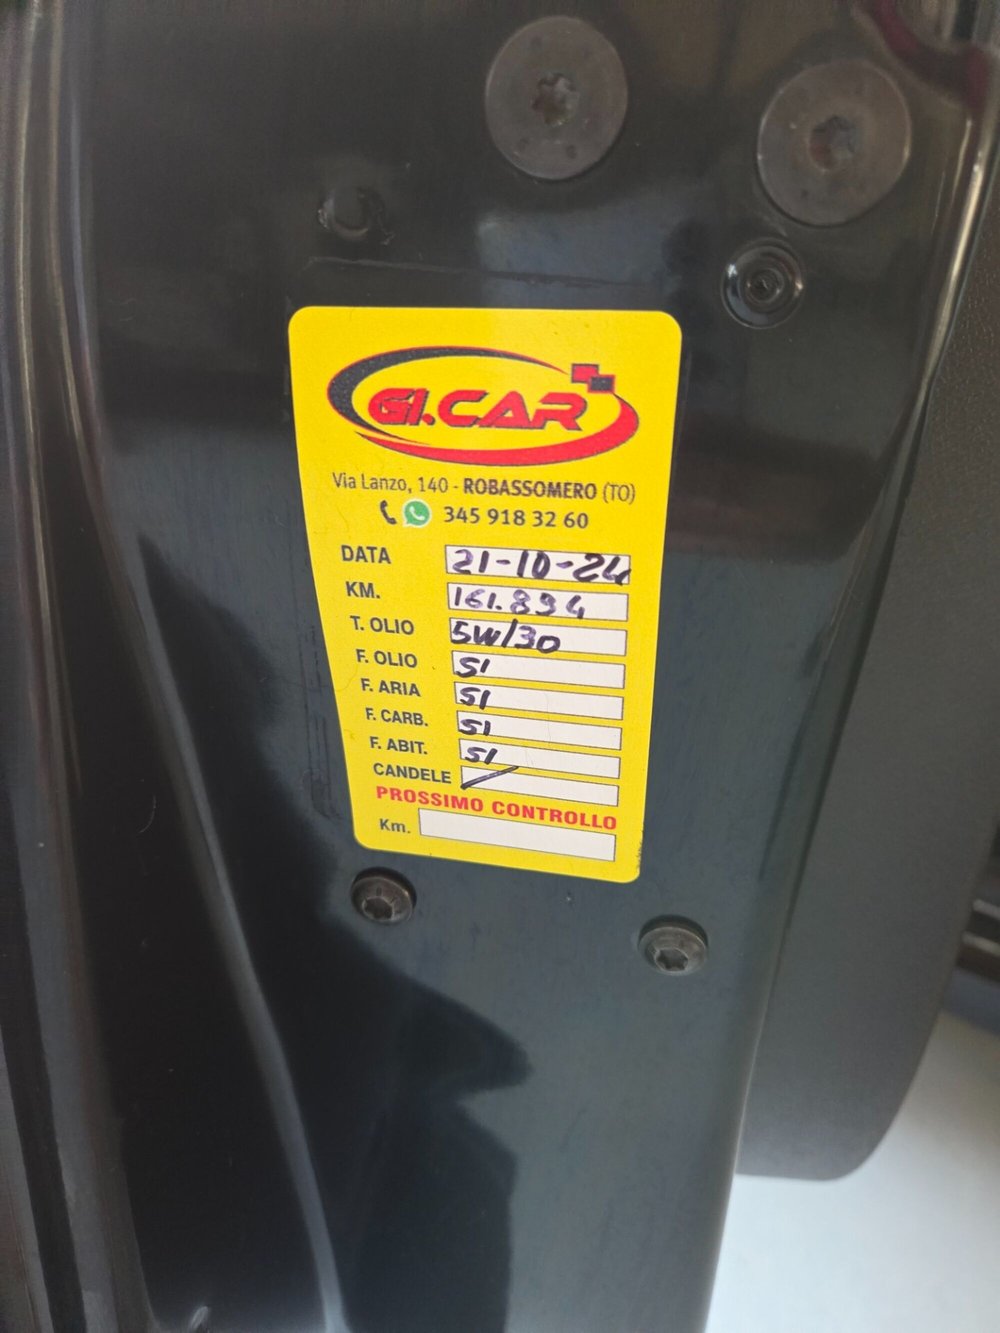 GI.CAR
Via Lanzo, 140 - ROBASSOMERO (TO)
345 918 32 60
DATA 21-10-24
KM. 161.894
T. OLIO 5W/30
F. OLIO SI
F. ARIA SI
F. CARB. SI
F. ABIT. SI
CANDELE /
PROSSIMO CONTROLLO
Km.